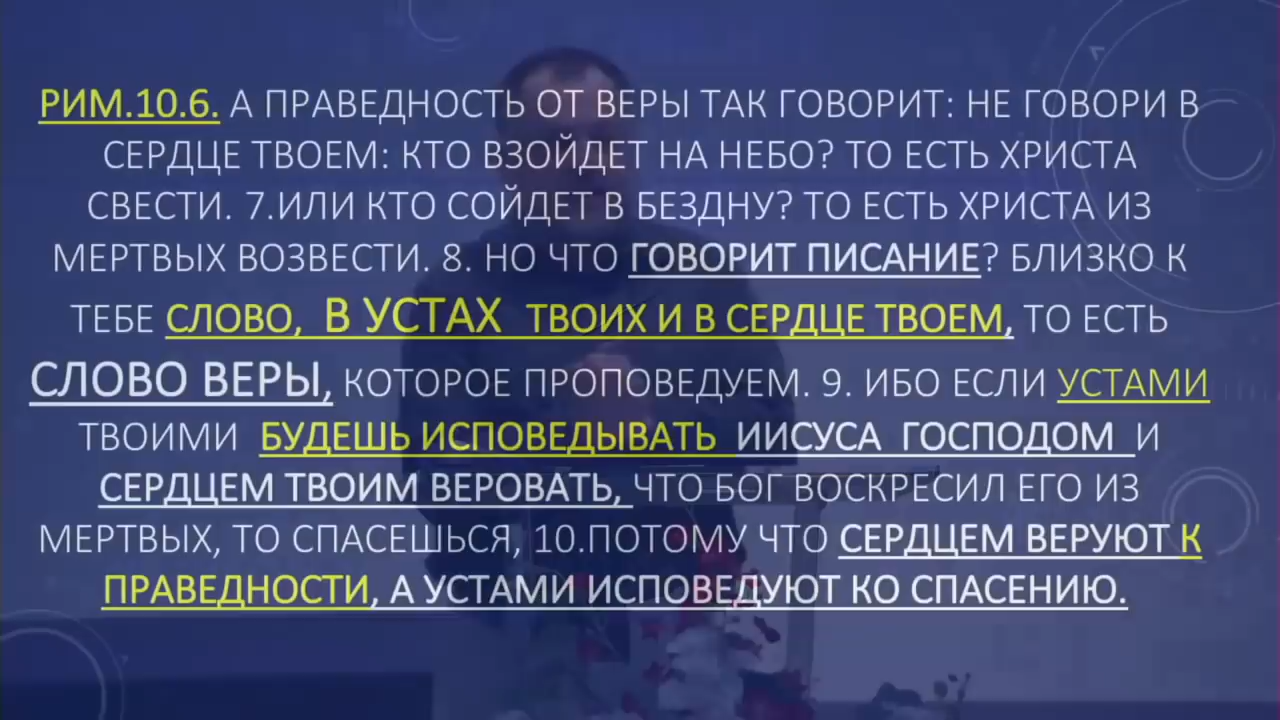 РИМ.10.6. А ПРАВЕДНОСТЬ ОТ ВЕРЫ ТАК ГОВОРИТ: НЕ ГОВОРИ В
СЕРДЦЕ ТВОЕМ: КТО ВЗОЙДЕТ НА НЕБО? ТО ЕСТЬ ХРИСТА
СВЕСТИ. 7.ИЛИ КТО СОЙДЕТ В БЕЗДНУ? ТО ЕСТЬ ХРИСТА ИЗ
МЕРТВЫХ ВОЗВЕСТИ. 8. НО ЧТО ГОВОРИТ ПИСАНИЕ? БЛИЗКО К
ТЕБЕ СЛОВО, В УСТАХ ТВОИХ И В СЕРДЦЕ ТВОЕМ, ТО ЕСТЬ
СЛОВО ВЕРЫ, КОТОРОЕ ПРОПОВЕДУЕМ. 9. ИБО ЕСЛИ УСТАМИ
ТВОИМИ БУДЕШЬ ИСПОВЕДЫВАТЬ ИИСУСА ГОСПОДОМ И
СЕРДЦЕМ ТВОИМ ВЕРОВАТЬ, ЧТО БОГ ВОСКРЕСИЛ ЕГО ИЗ
МЕРТВЫХ, ТО СПАСЕШЬСЯ, 10.ПОТОМУ ЧТО СЕРДЦЕМ ВЕРУЮТ К
ПРАВЕДНОСТИ, А УСТАМИ ИСПОВЕДУЮТ КО СПАСЕНИЮ.